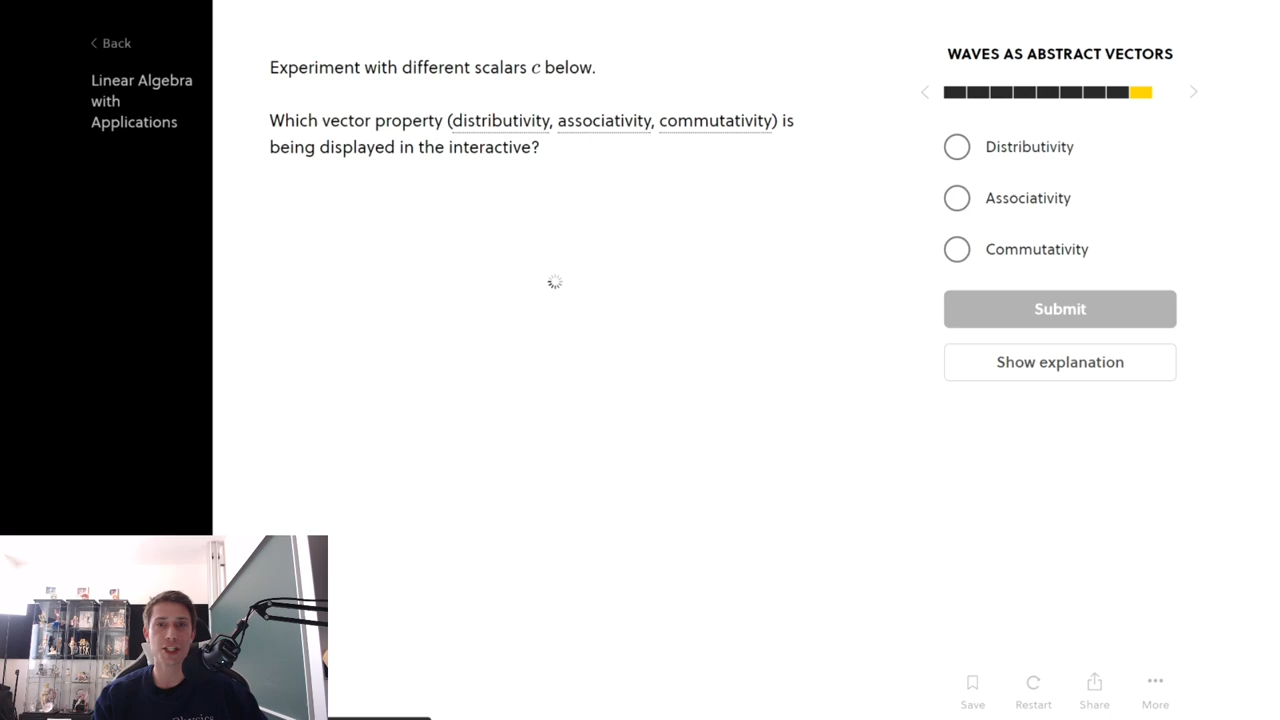 Back
Linear Algebra
with
Applications
Experiment with different scalars c below.
Which vector property (distributivity, associativity, commutativity) is
being displayed in the interactive?
WAVES AS ABSTRACT VECTORS
Distributivity
Associativity
Commutativity
Submit
Show explanation
Save
Restart
Share
More
Physics